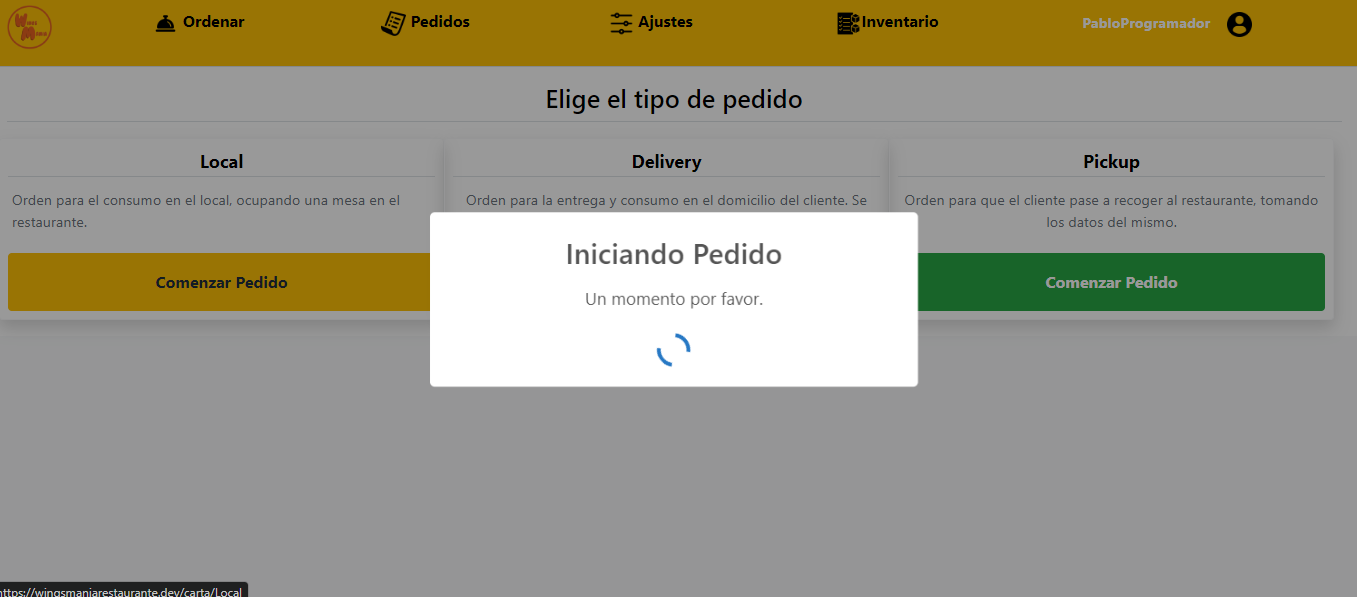 Wings Mania
Ordenar
Pedidos
Ajustes
Inventario
PabloProgramador
Elige el tipo de pedido
Local
Orden para el consumo en el local, ocupando una mesa en el
restaurante.
Comenzar Pedido
Delivery
Orden para la entrega y consumo en el domicilio del cliente. Se
Pickup
Orden para que el cliente pase a recoger al restaurante, tomando
los datos del mismo.
Comenzar Pedido
Iniciando Pedido
Un momento por favor.
https://wingsmaniarestaurante.dev/carta/Local